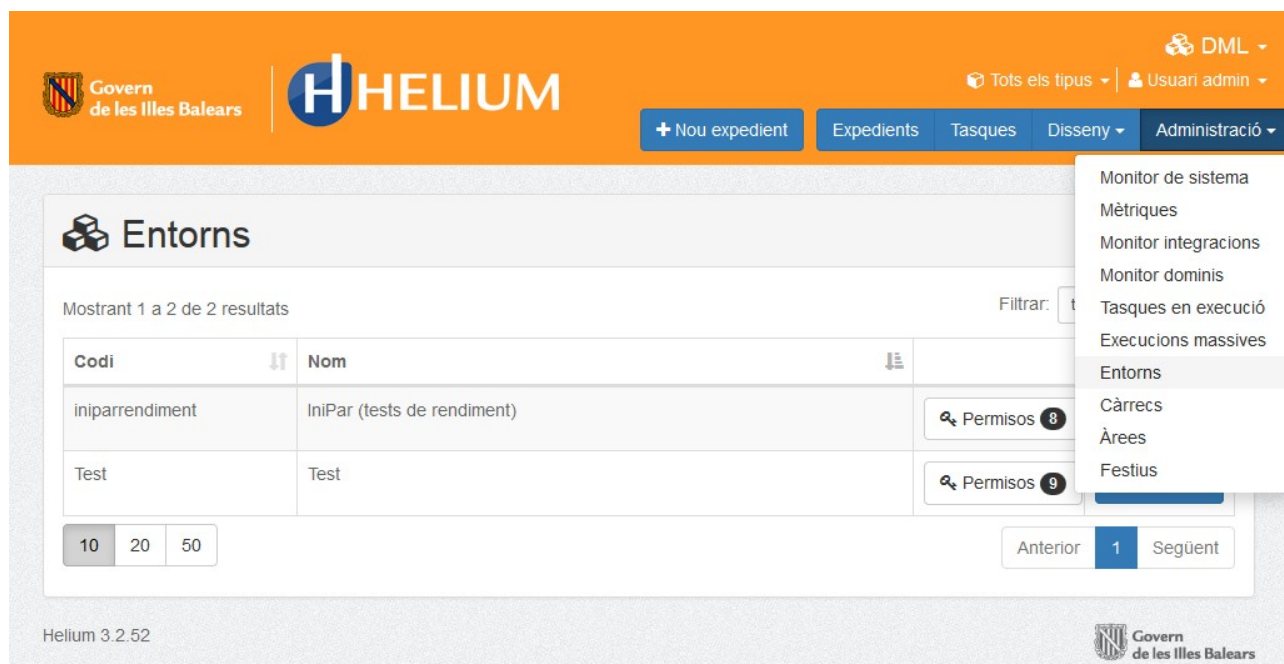 DML
Govern
de les Illes Balears
HELIUM
Tots els tipus
Usuari admin
Nou expedient
Expedients
Tasques
Disseny
Administració
Monitor de sistema
Mètriques
Monitor integracions
Monitor dominis
Tasques en execució
Execucions massives
Entorns
Càrrecs
Àrees
Festius
Entorns
Mostrant 1 a 2 de 2 resultats
Filtrar:
Codi
Nom
iniparrendiment
IniPar (tests de rendiment)
Permisos 8
Test
Test
Permisos 9
10 20 50
Anterior 1 Següent
Helium 3.2.52
Govern
de les Illes Balears